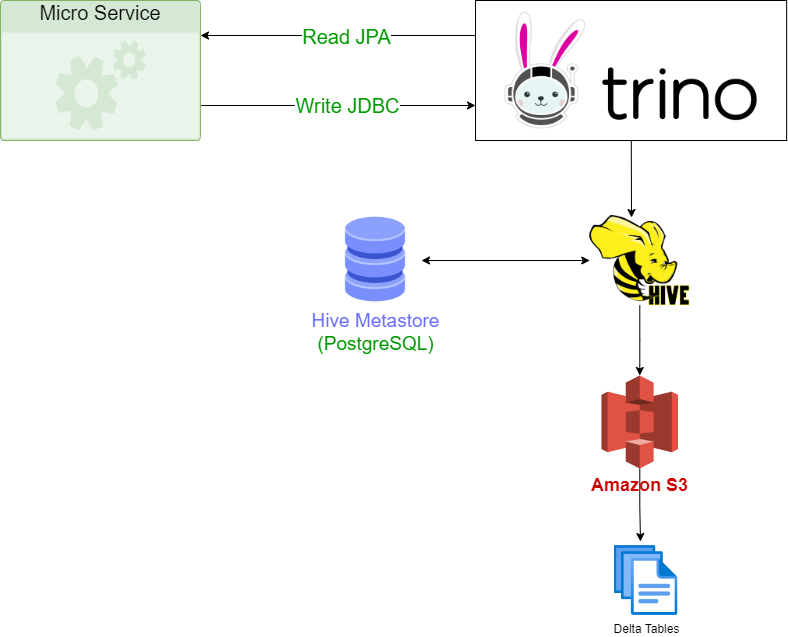 Micro Service
Read JPA
Write JDBC
trino
HIVE
Hive Metastore
(PostgreSQL)
Amazon S3
Delta Tables